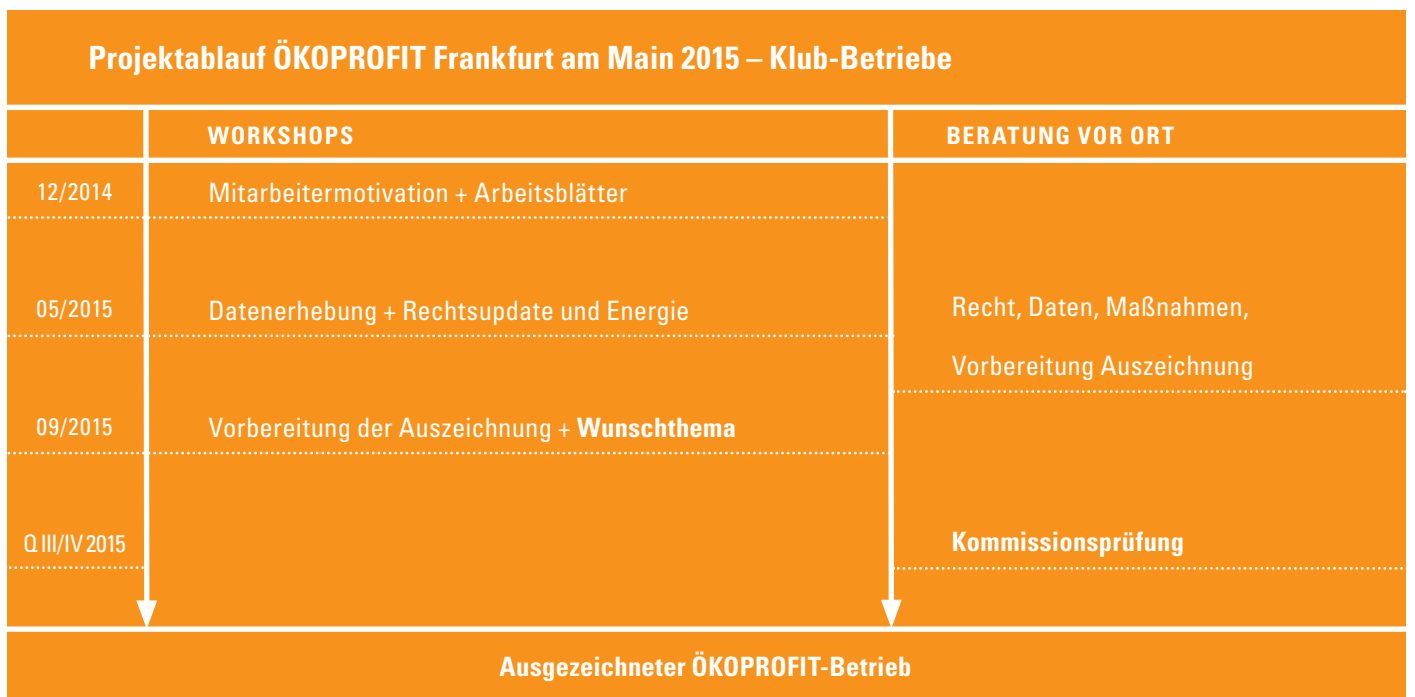 Projektablauf ÖKOPROFIT Frankfurt am Main 2015 – Klub-Betriebe
WORKSHOPS
BERATUNG VOR ORT
12/2014
Mitarbeitermotivation + Arbeitsblätter
05/2015
Datenerhebung + Rechtsupdate und Energie
Recht, Daten, Maßnahmen,
Vorbereitung Auszeichnung
09/2015
Vorbereitung der Auszeichnung + Wunschthema
Q III/IV 2015
Kommissionsprüfung
Ausgezeichneter ÖKOPROFIT-Betrieb